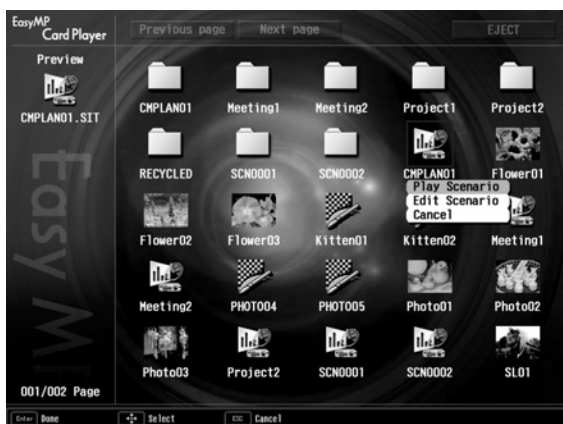 EasyMP
Card Player
Previous page Next page EJECT
Preview
CMPLAN01.SIT
CMPLAN01 Meeting1 Meeting2 Project1 Project2
RECYCLED SCN0001 SCN0002 CMPLAN01 Flower01
Play Scenario
Edit Scenario
Cancel
Flower02 Flower03 Kitten01 Kitten02 Meeting1
Meeting2 PHOTO04 PHOTO05 Photo01 Photo02
Photo03 Project2 SCN0001 SCN0002 SL01
Easy M
001/002 Page
Enter Done Select ESC Cancel